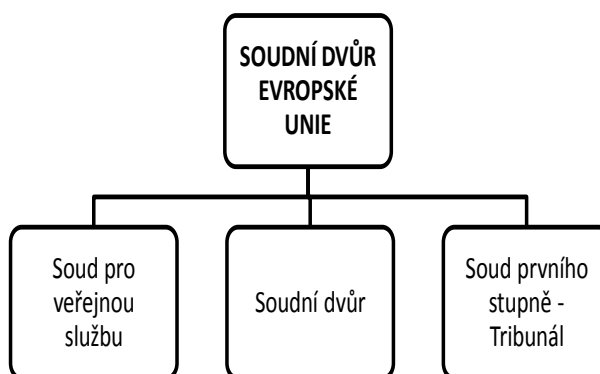 SOUDNÍ DVŮR
EVROPSKÉ
UNIE
Soud pro
veřejnou
službu
Soudní dvůr
Soud prvního
stupně -
Tribunál